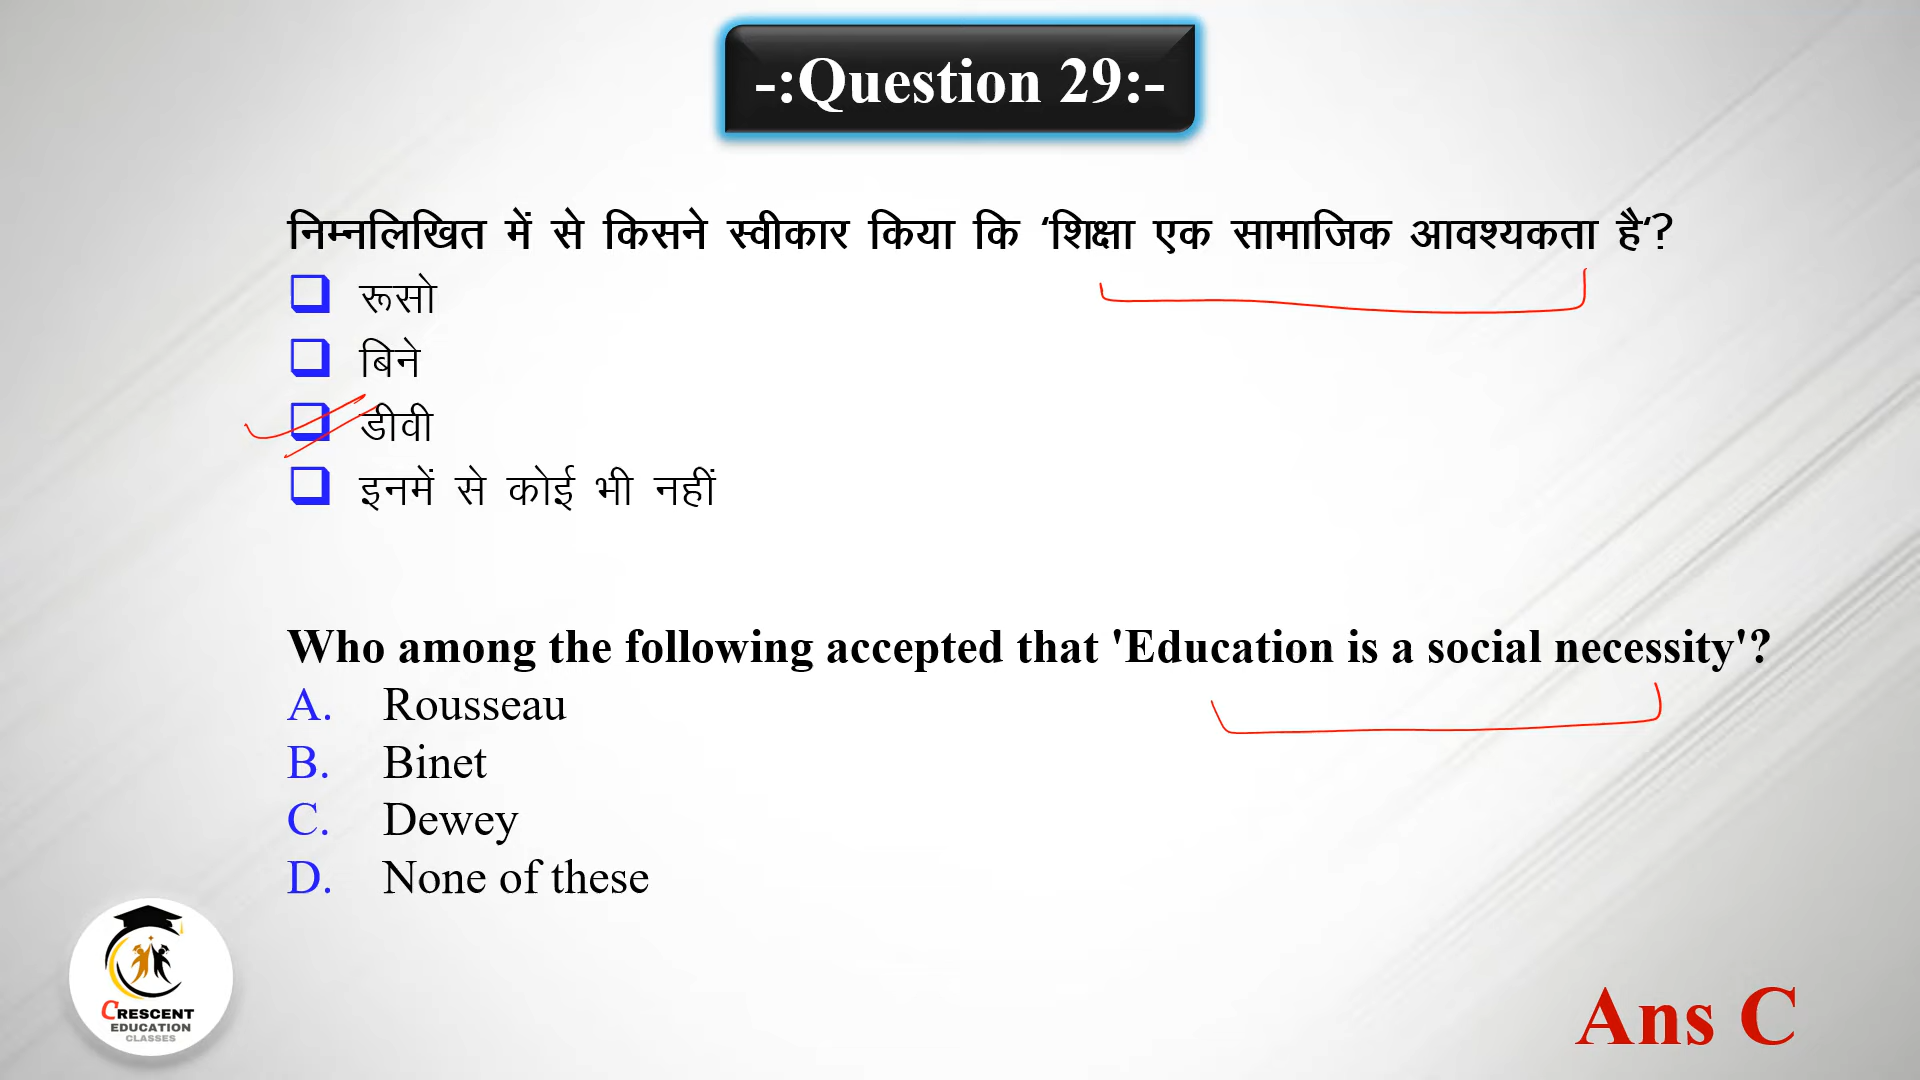 -:Question 29:-
निम्नलिखित में से किसने स्वीकार किया कि ‘शिक्षा एक सामाजिक आवश्यकता है‘?
रूसो
बिने
डीवी
इनमें से कोई भी नहीं
Who among the following accepted that 'Education is a social necessity'?
A. Rousseau
B. Binet
C. Dewey
D. None of these
CRESCENT
EDUCATION
CLASSES
Ans C